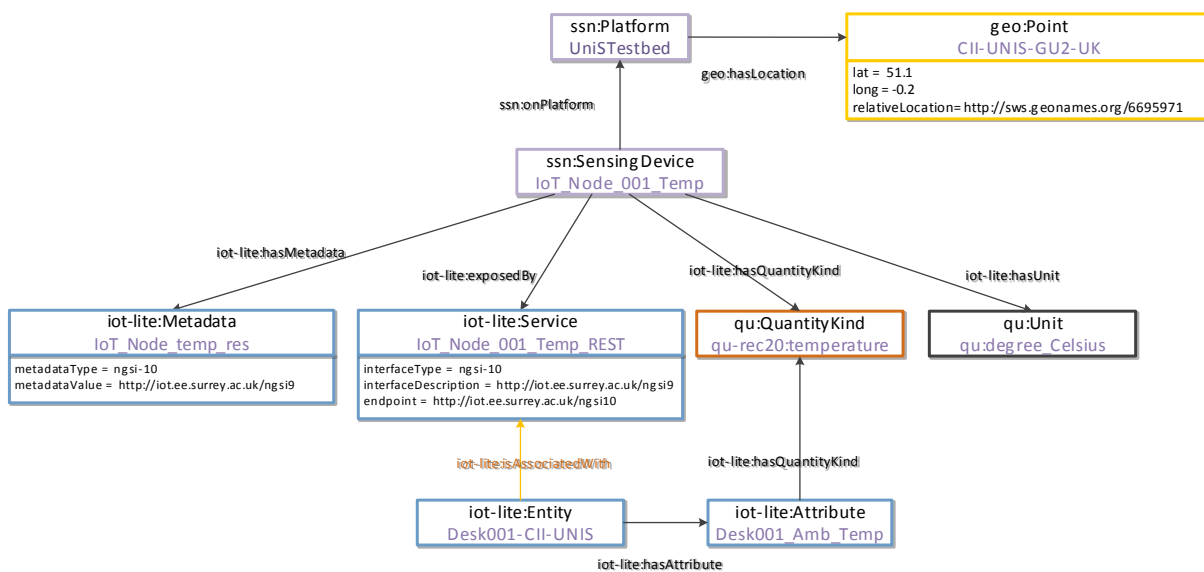 ssn:Platform
UniSTestbed
geo:hasLocation
geo:Point
CII-UNIS-GU2-UK
lat = 51.1
long = -0.2
relativeLocation= http://sws.geonames.org/6695971
ssn:onPlatform
ssn:SensingDevice
IoT_Node_001_Temp
iot-lite:hasMetadata
iot-lite:exposedBy
iot-lite:hasQuantityKind
iot-lite:hasUnit
iot-lite:Metadata
IoT_Node_temp_res
metadataType = ngsi-10
metadataValue = http://iot.ee.surrey.ac.uk/ngsi9
iot-lite:Service
IoT_Node_001_Temp_REST
interfaceType = ngsi-10
interfaceDescription = http://iot.ee.surrey.ac.uk/ngsi9
endpoint = http://iot.ee.surrey.ac.uk/ngsi10
qu:QuantityKind
qu-rec20:temperature
qu:Unit
qu:degree_Celsius
iot-lite:isAssociatedWith
iot-lite:hasQuantityKind
iot-lite:Entity
Desk001-CII-UNIS
iot-lite:hasAttribute
iot-lite:Attribute
Desk001_Amb_Temp